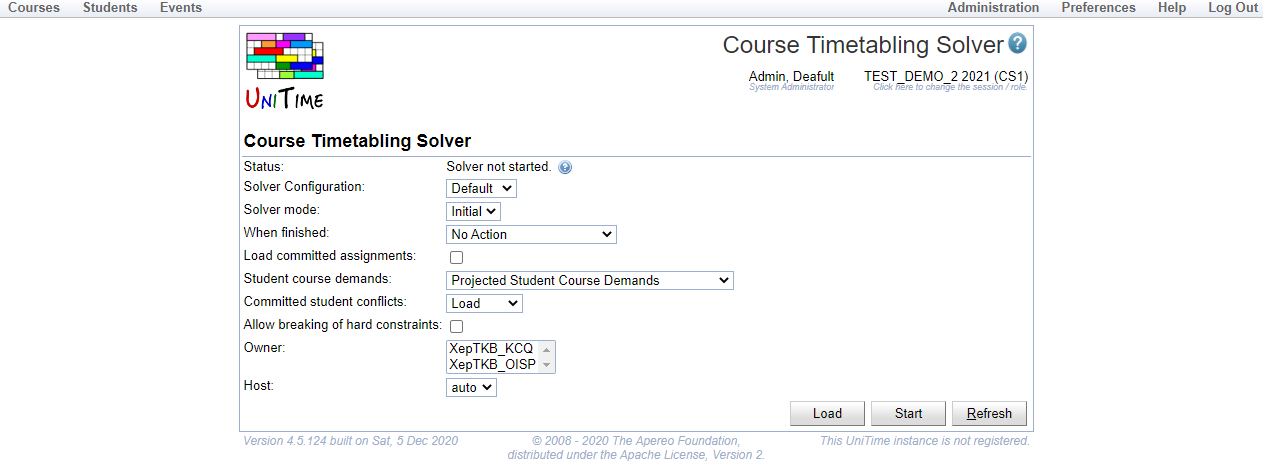 Courses Students Events Administration Preferences Help Log Out
Course Timetabling Solver ?
UNITIME
Admin, Deafult TEST_DEMO_2 2021 (CS1)
System Administrator Click here to change the session / role.
Course Timetabling Solver
Status: Solver not started. ?
Solver Configuration: Default
Solver mode: Initial
When finished: No Action
Load committed assignments:
Student course demands: Projected Student Course Demands
Committed student conflicts: Load
Allow breaking of hard constraints:
Owner: XepTKB_KCQ
XepTKB_OISP
Host: auto
Load Start Refresh
Version 4.5.124 built on Sat, 5 Dec 2020 © 2008 - 2020 The Apereo Foundation, This UniTime instance is not registered.
distributed under the Apache License, Version 2.